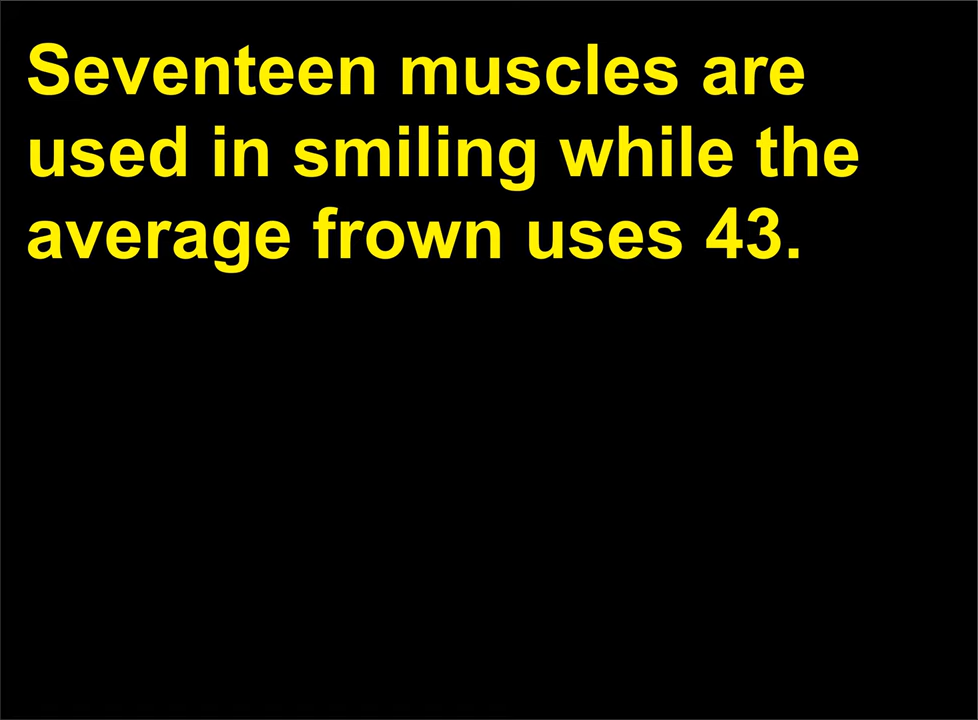 Seventeen muscles are
used in smiling while the
average frown uses 43.